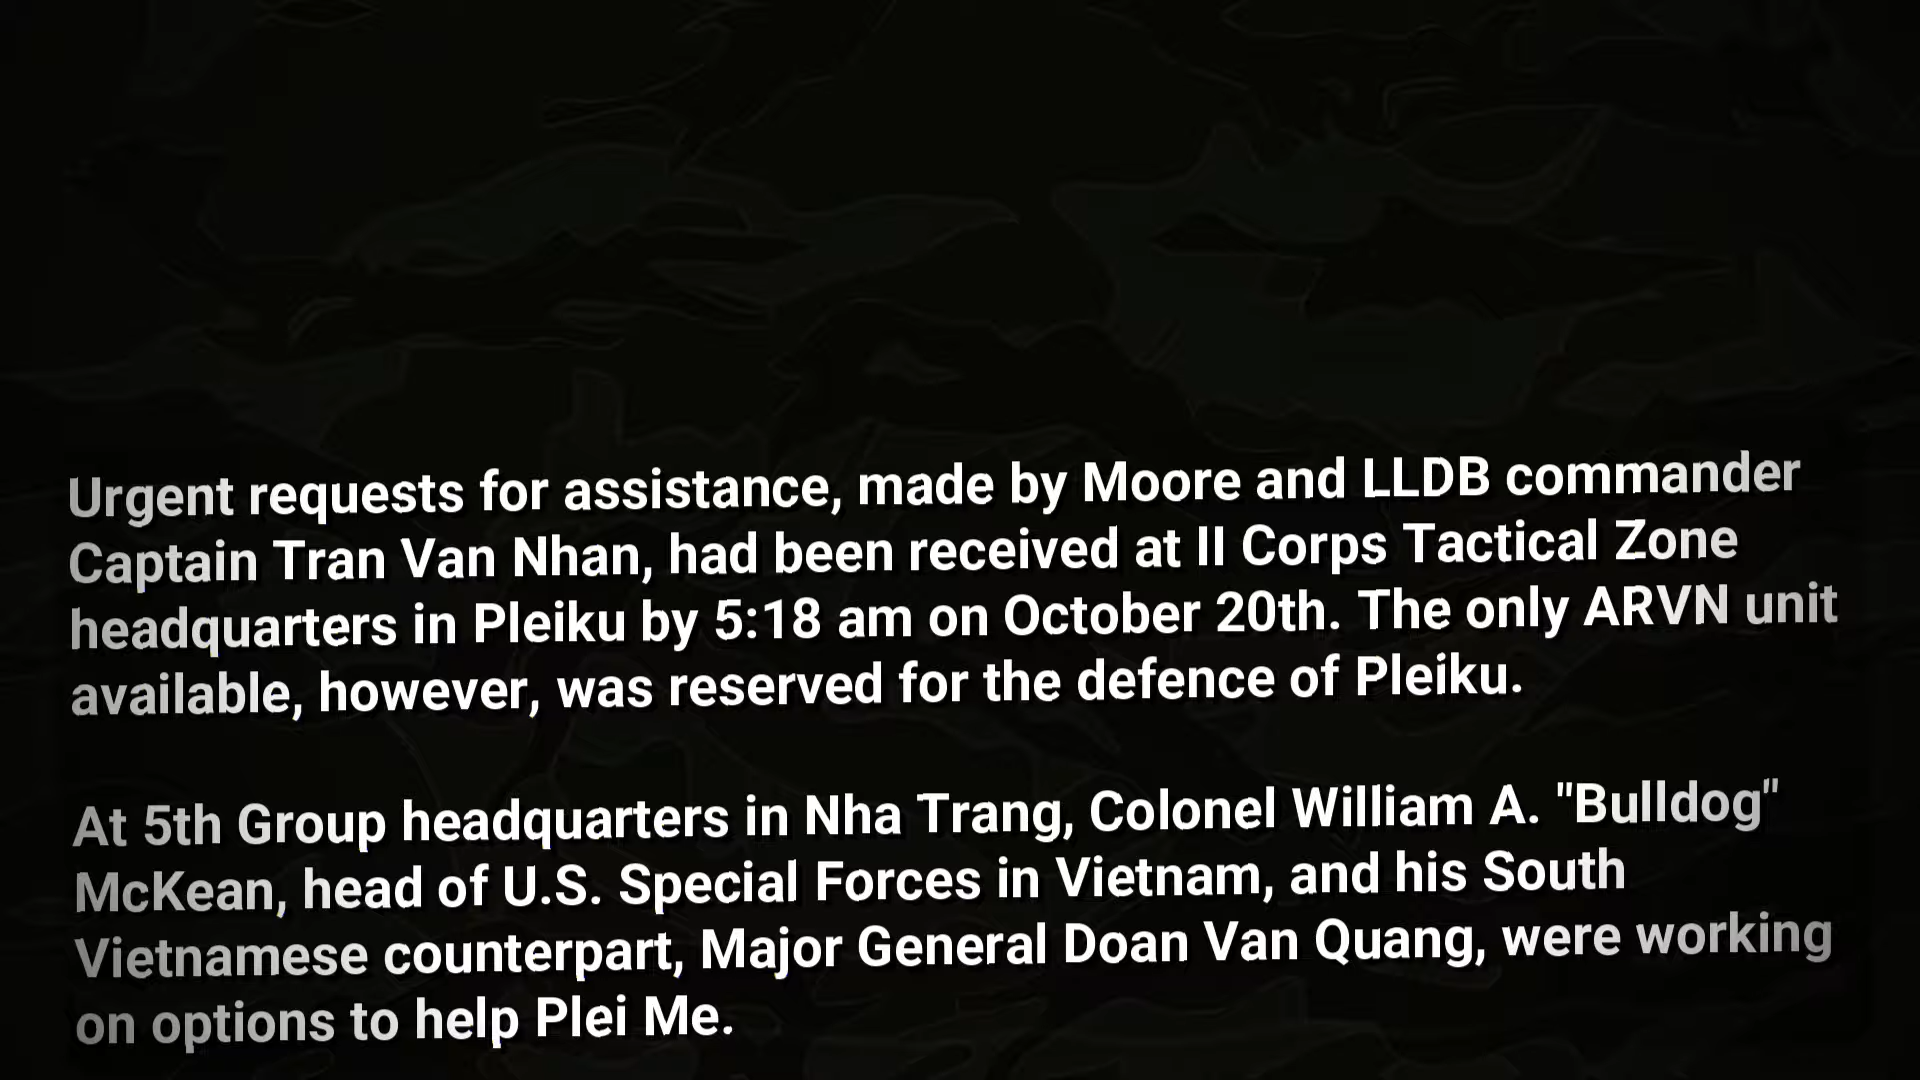 Urgent requests for assistance, made by Moore and LLDB commander
Captain Tran Van Nhan, had been received at II Corps Tactical Zone
headquarters in Pleiku by 5:18 am on October 20th. The only ARVN unit
available, however, was reserved for the defence of Pleiku.
At 5th Group headquarters in Nha Trang, Colonel William A. "Bulldog"
McKean, head of U.S. Special Forces in Vietnam, and his South
Vietnamese counterpart, Major General Doan Van Quang, were working
on options to help Plei Me.